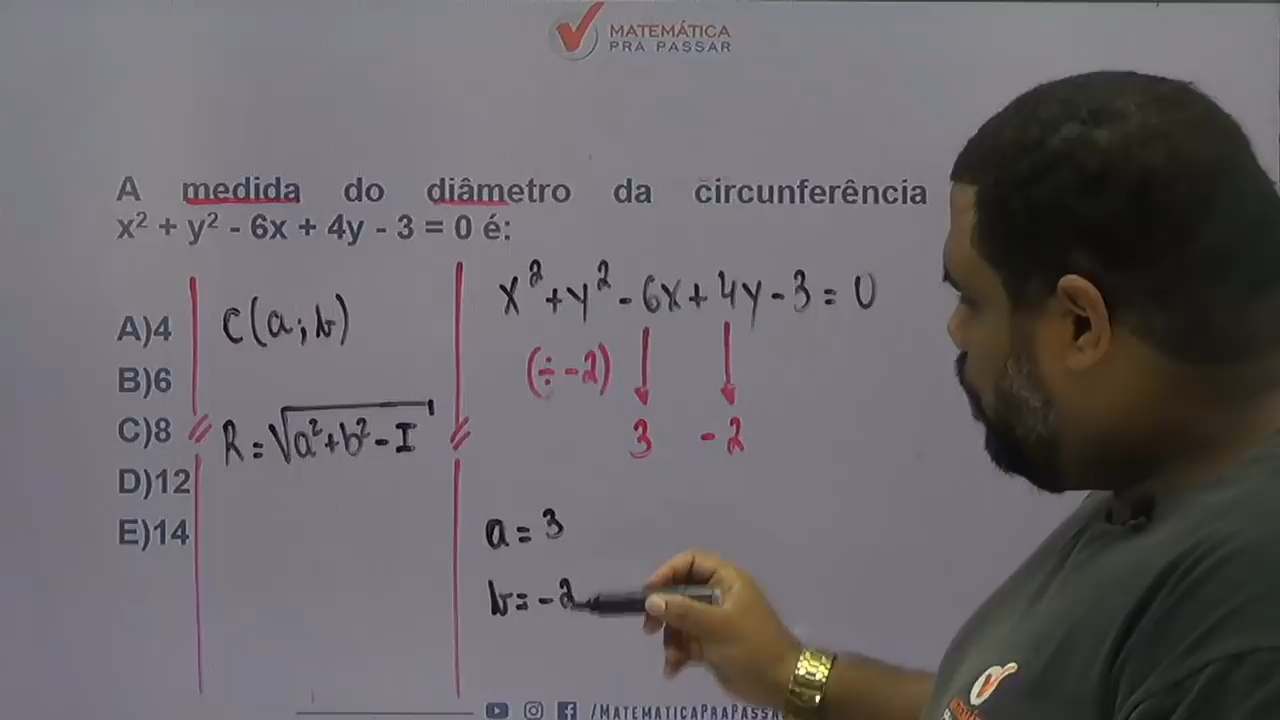 MATEMÁTICA
PRA PASSAR
A medida do diâmetro da circunferência
x² + y² - 6x + 4y - 3 = 0 é:
A)4
B)6
C)8
D)12
E)14
C(a;b)
R=√a²+b²-I
x²+y²-6x+4y-3=0
(÷-2)
3 -2
a=3
b=-2
/MATEMATICAPRAPASSA